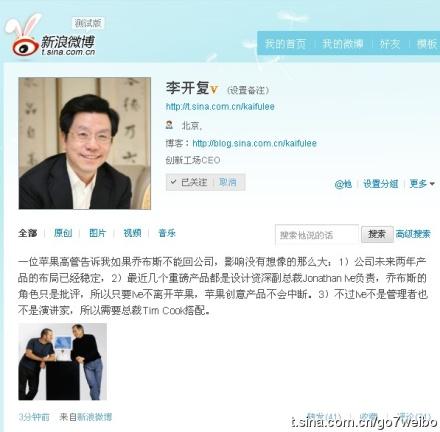 测试版
新浪微博
t.sina.com.cn
我的首页 我的微博 好友 模板
李开复 v (设置备注)
http://t.sina.com.cn/kaifulee
北京,
博客：http://blog.sina.com.cn/kaifulee
创新工场CEO
已关注 取消
@他 设置分组 更多
全部 原创 图片 视频 音乐
搜索他说的话 搜索 高级搜索
一位苹果高管告诉我如果乔布斯不能回公司，影响没有想像的那么大：1）公司未来两年产
品的布局已经稳定，2）最近几个重磅产品都是设计资深副总裁Jonathan Ive负责，乔布斯的
角色只是批评，所以只要Ive不离开苹果，苹果创意产品不会中断。3）不过Ive不是管理者也
不是演讲家，所以需要总裁Tim Cook搭配。
3分钟前 来自新浪微博
转发(41) 收藏 评论(31)
t.sina.com.cn/go7weibo